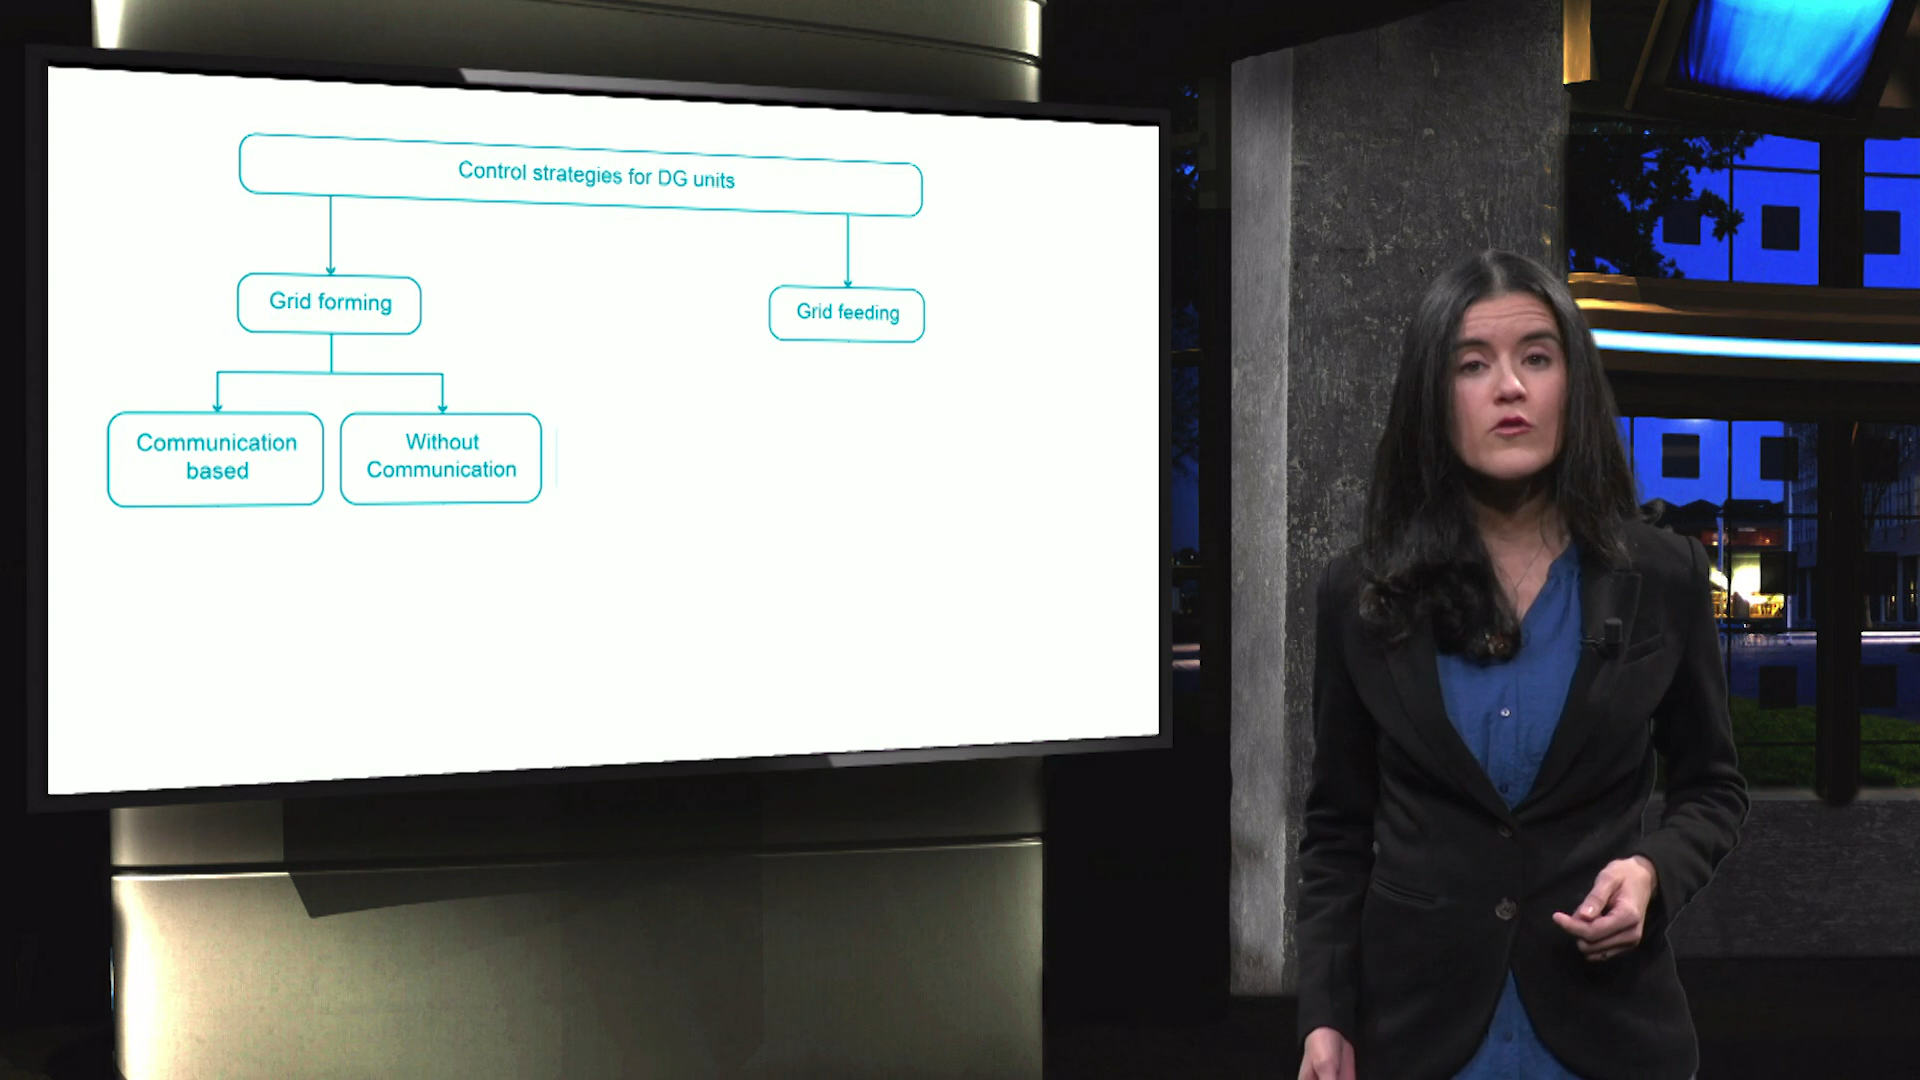 Control strategies for DG units
Grid forming
Grid feeding
Communication
based
Without
Communication